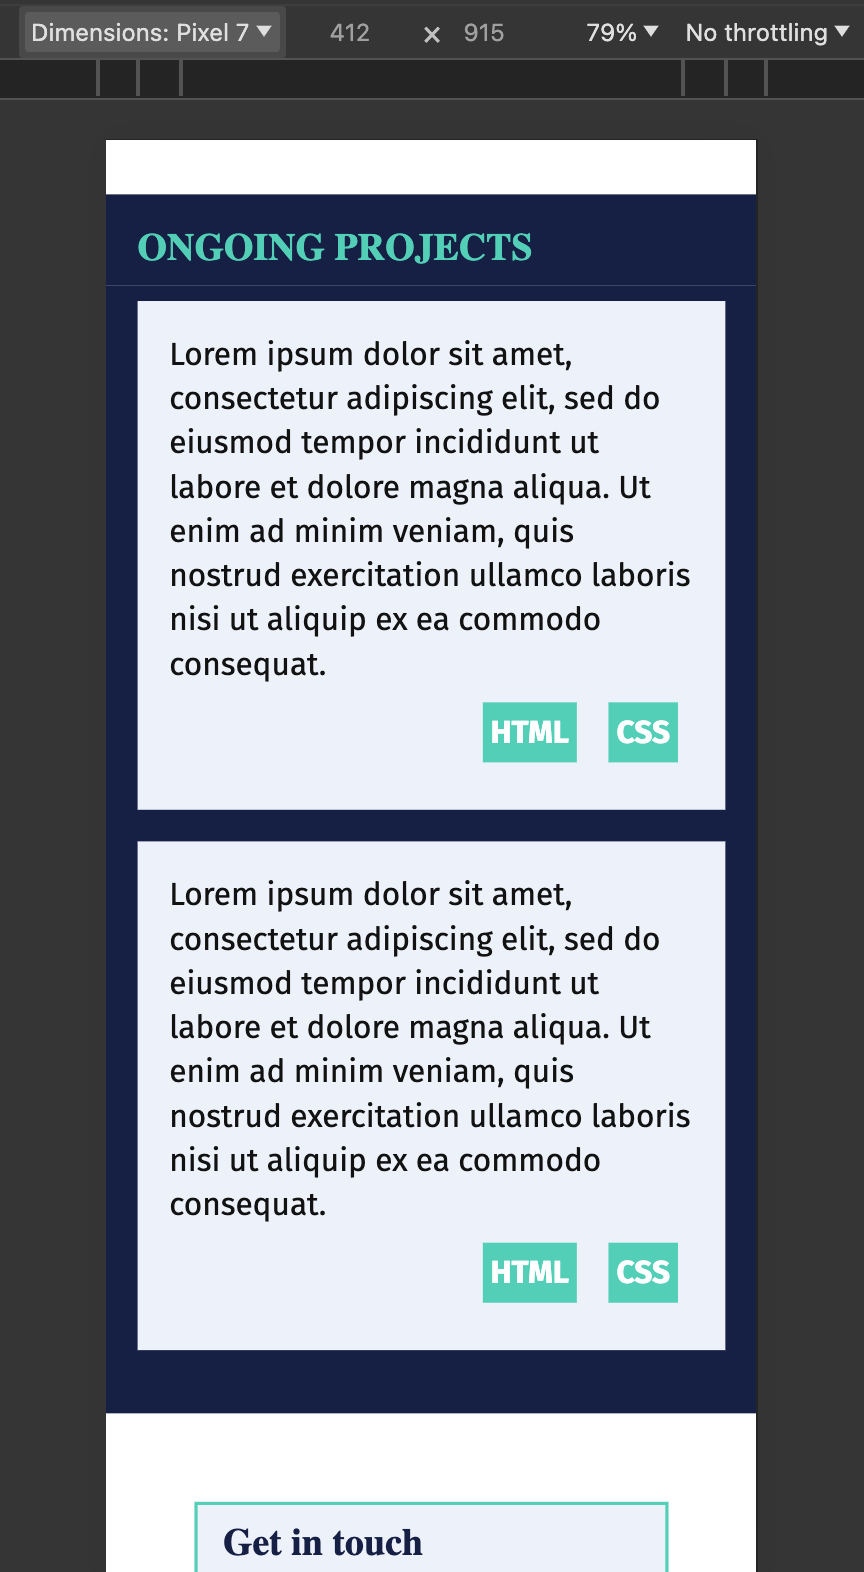 Dimensions: Pixel 7 ▼ 412 × 915 79% ▼ No throttling ▼
ONGOING PROJECTS
Lorem ipsum dolor sit amet,
consectetur adipiscing elit, sed do
eiusmod tempor incididunt ut
labore et dolore magna aliqua. Ut
enim ad minim veniam, quis
nostrud exercitation ullamco laboris
nisi ut aliquip ex ea commodo
consequat.
HTML CSS
Lorem ipsum dolor sit amet,
consectetur adipiscing elit, sed do
eiusmod tempor incididunt ut
labore et dolore magna aliqua. Ut
enim ad minim veniam, quis
nostrud exercitation ullamco laboris
nisi ut aliquip ex ea commodo
consequat.
HTML CSS
Get in touch